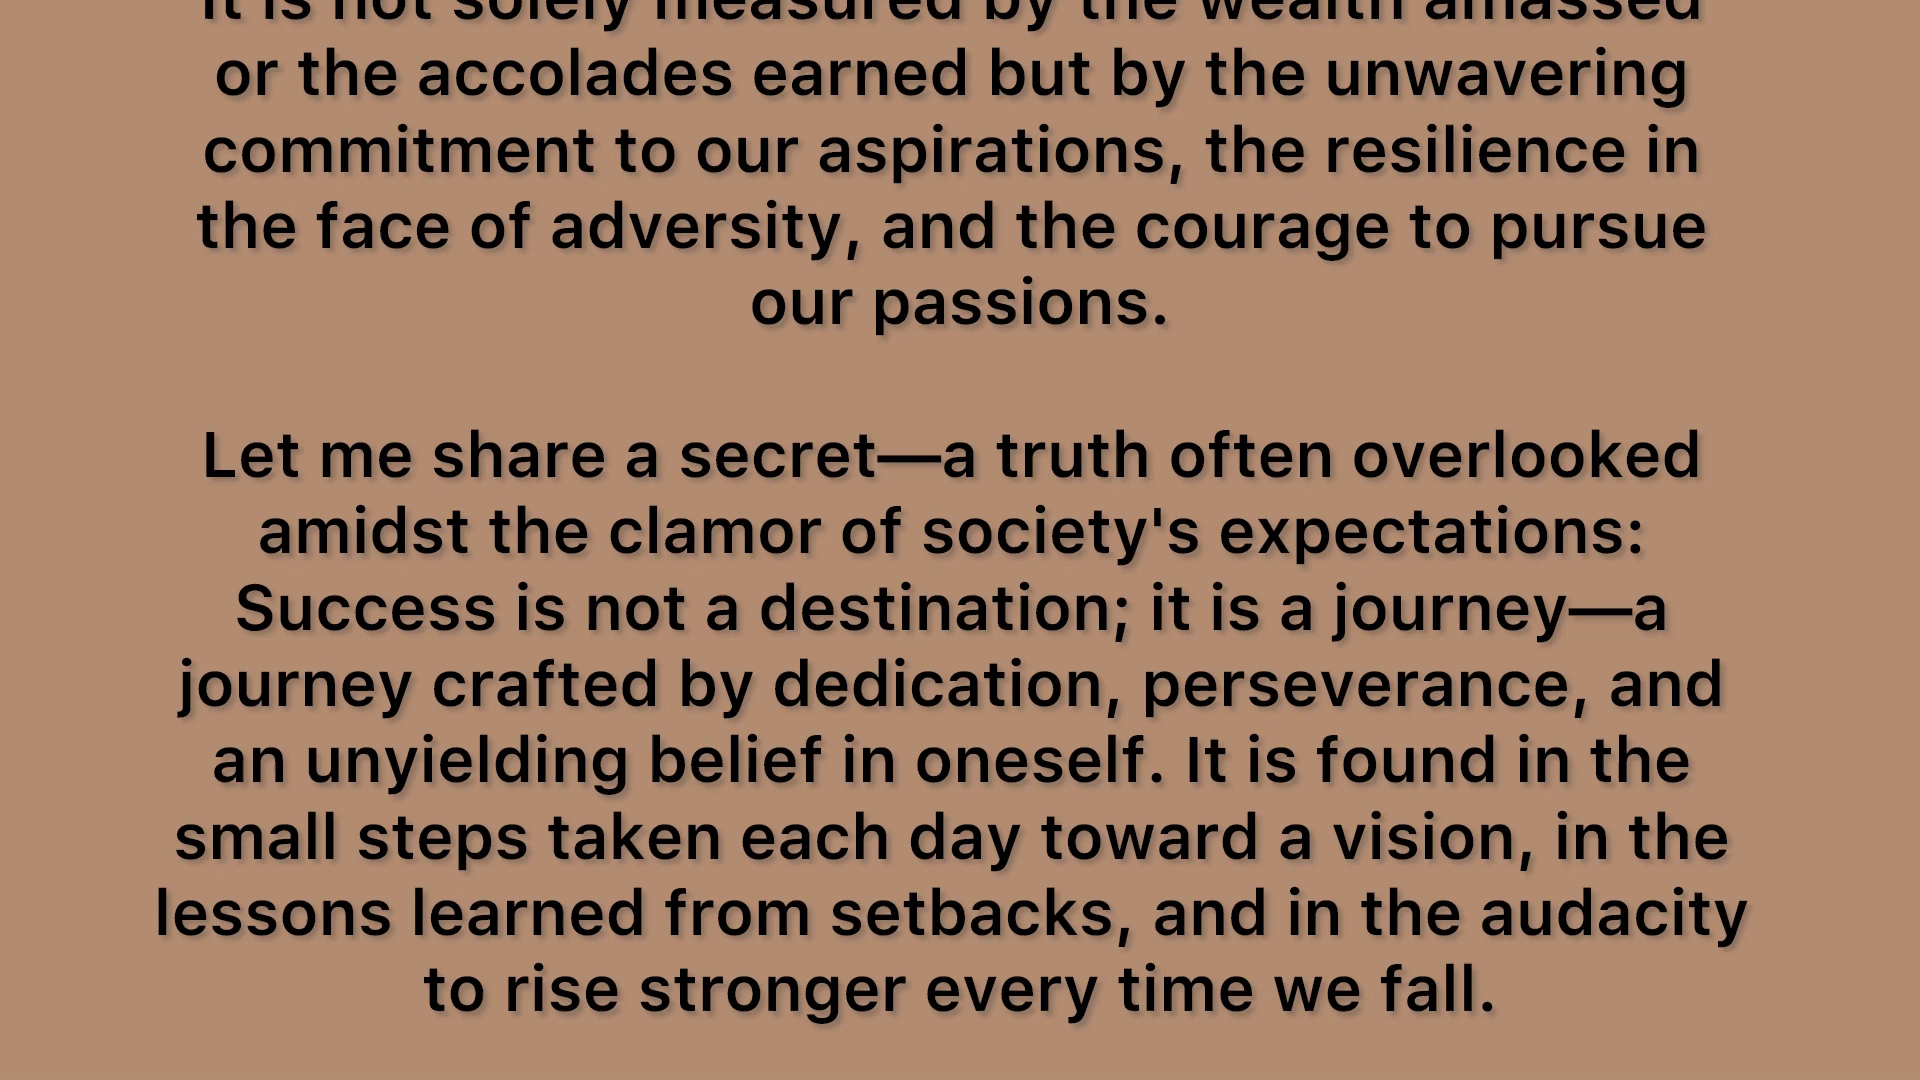 It is not solely measured by the wealth amassed
or the accolades earned but by the unwavering
commitment to our aspirations, the resilience in
the face of adversity, and the courage to pursue
our passions.
Let me share a secret—a truth often overlooked
amidst the clamor of society's expectations:
Success is not a destination; it is a journey—a
journey crafted by dedication, perseverance, and
an unyielding belief in oneself. It is found in the
small steps taken each day toward a vision, in the
lessons learned from setbacks, and in the audacity
to rise stronger every time we fall.